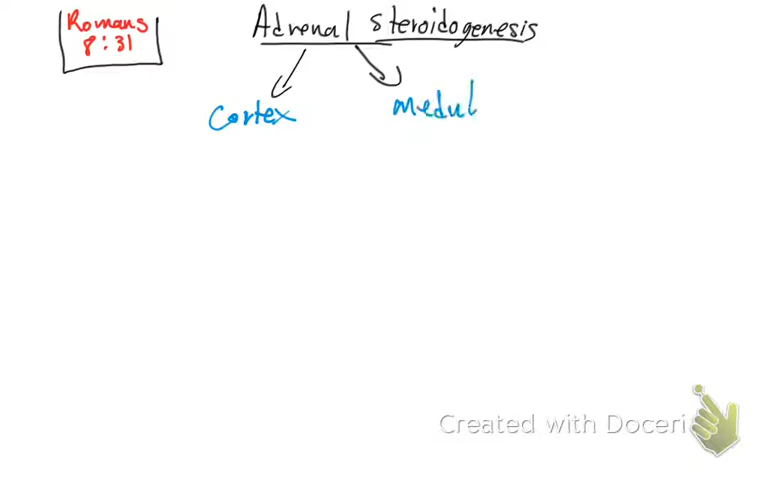 Romans
8:31
Adrenal steroidogenesis
Cortex
medul
Created with Doceri